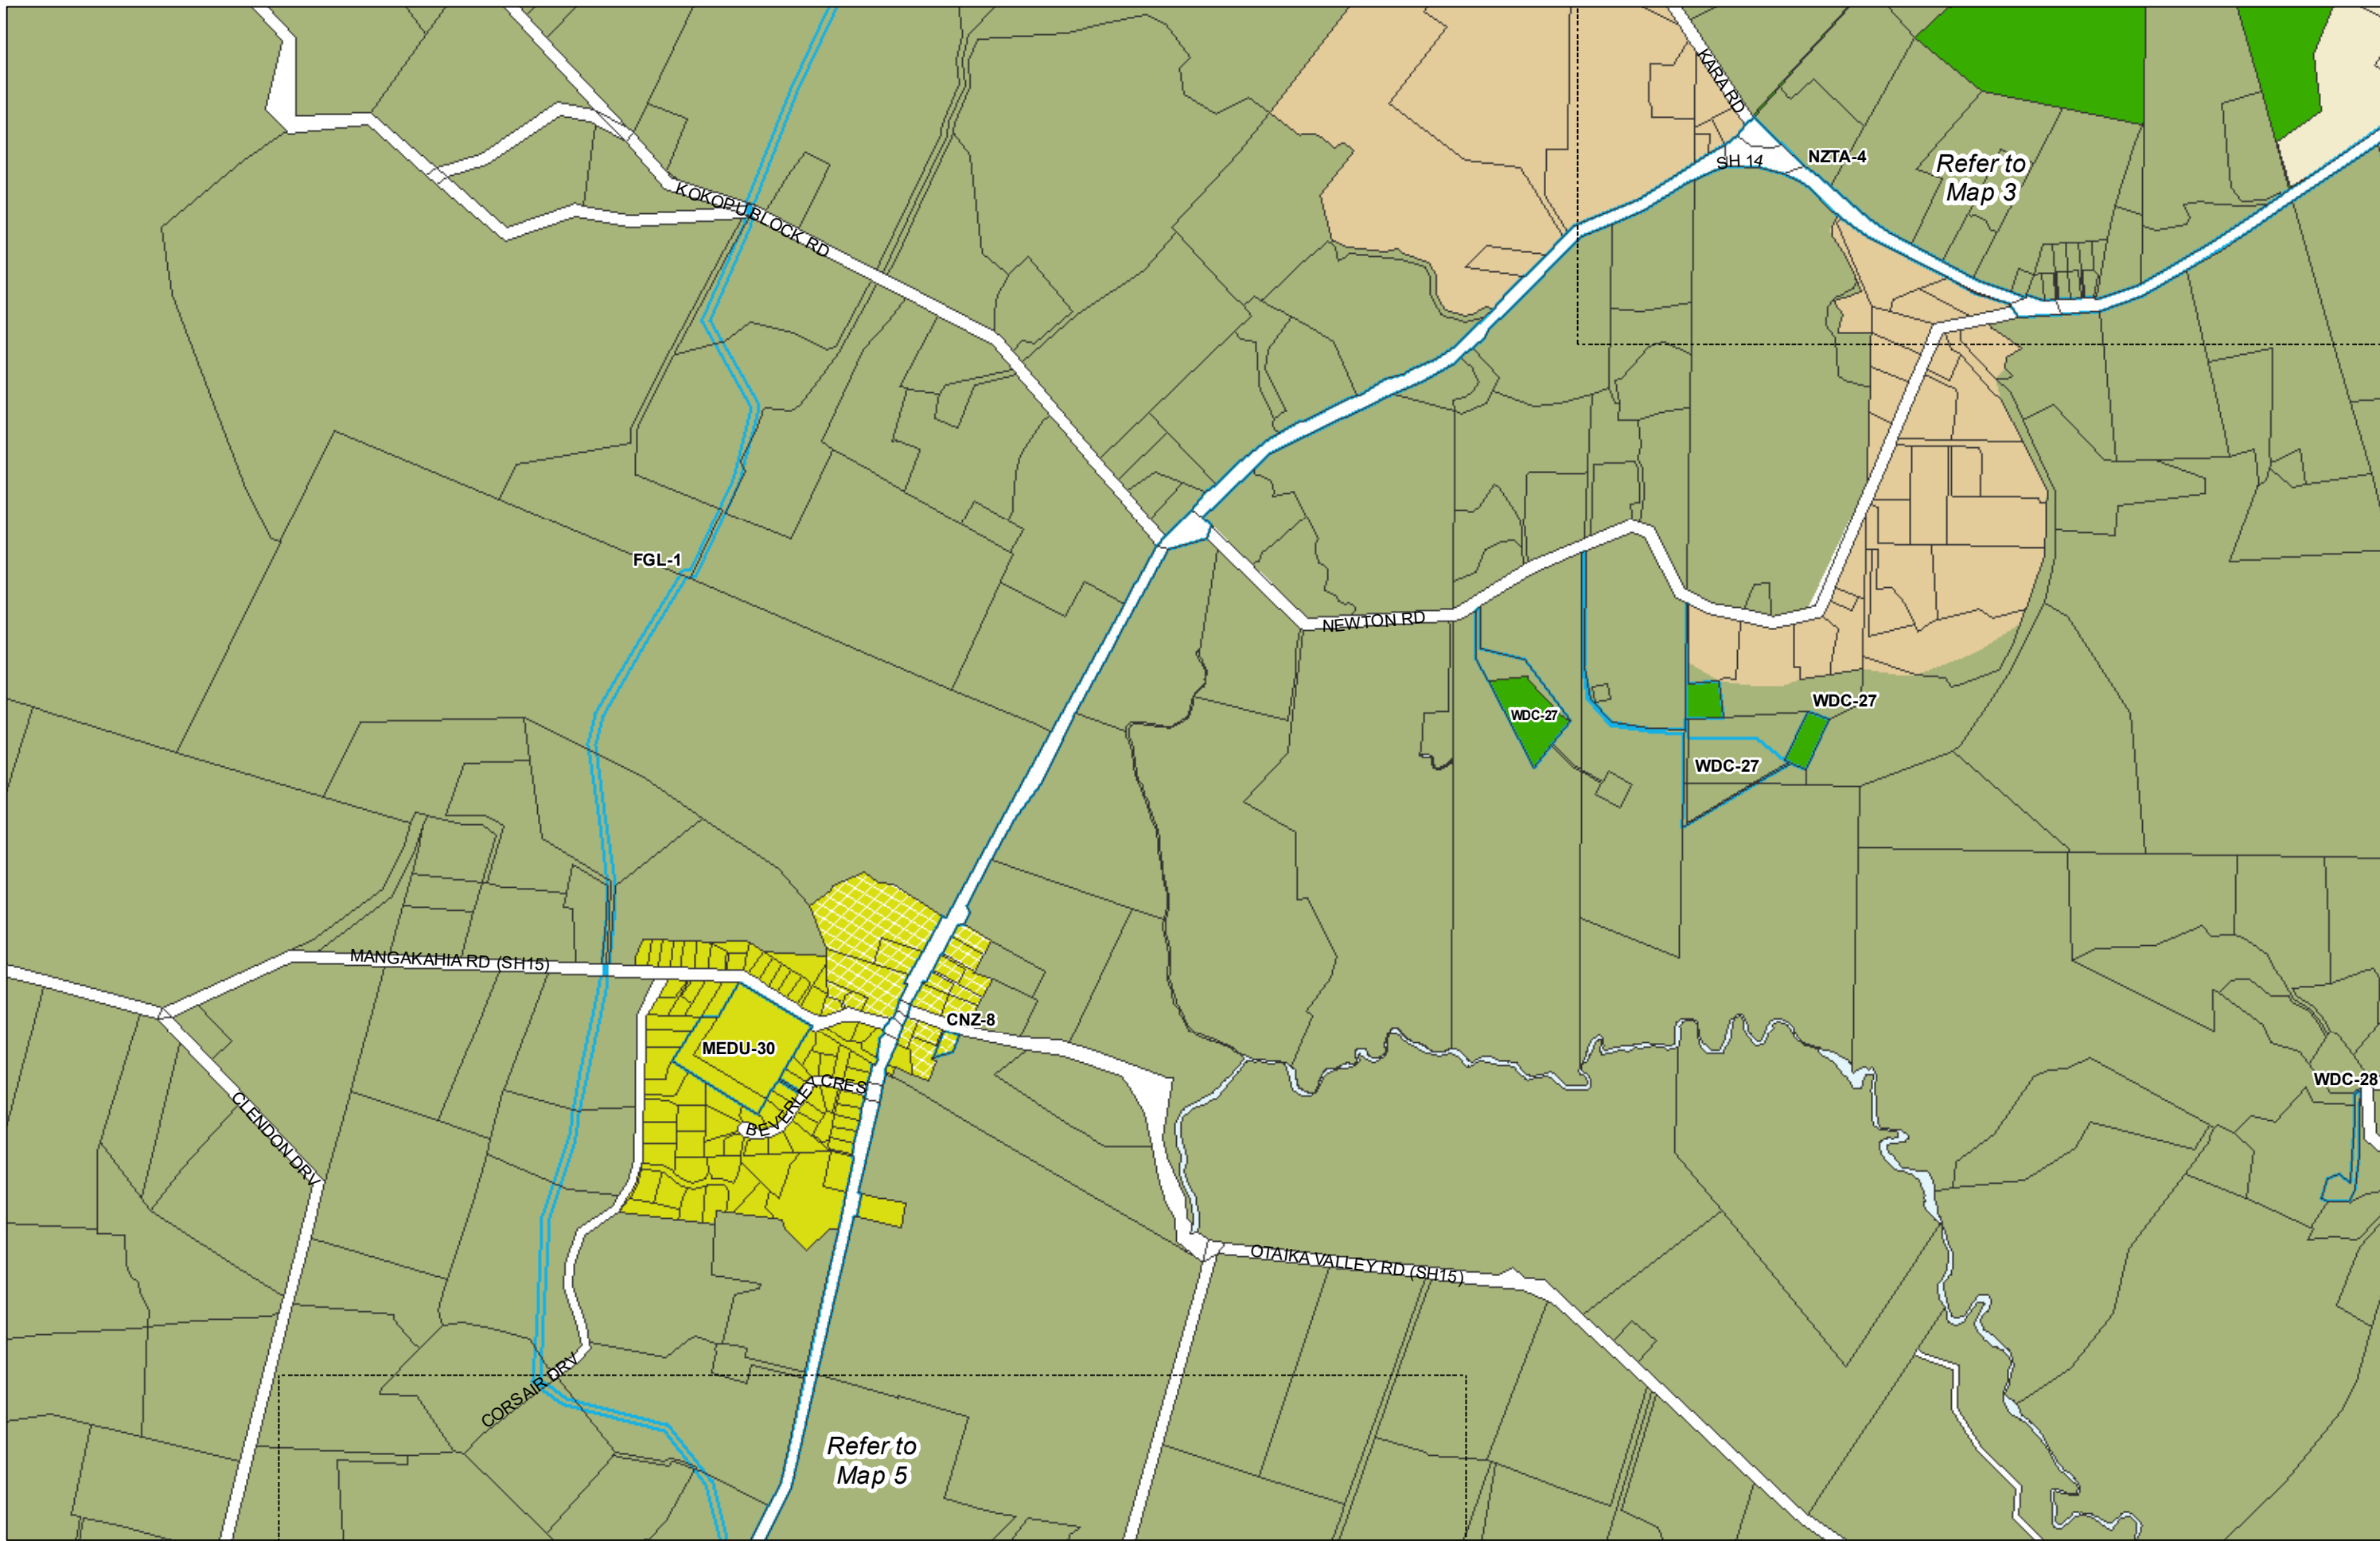 KARA RD
SH 14
NZTA-4
Refer to
Map 3
KOKOPU BLOCK RD
FGL-1
NEWTON RD
WDC-27
WDC-27
WDC-27
MANGAKAHIA RD (SH15)
CNZ-8
MEDU-30
BEVERLEY CRES
WDC-28
CLENDON DRV
OTAIKA VALLEY RD (SH15)
CORSAIR DRV
Refer to
Map 5